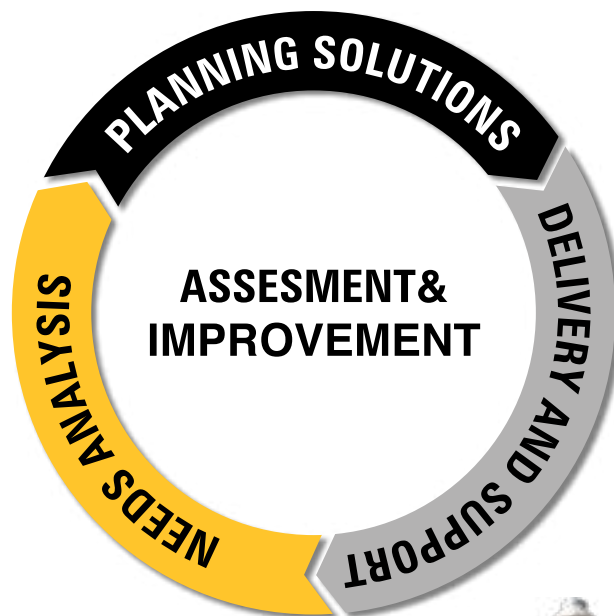 PLANNING SOLUTIONS
DELIVERY AND SUPPORT
NEEDS ANALYSIS
ASSESMENT&
IMPROVEMENT